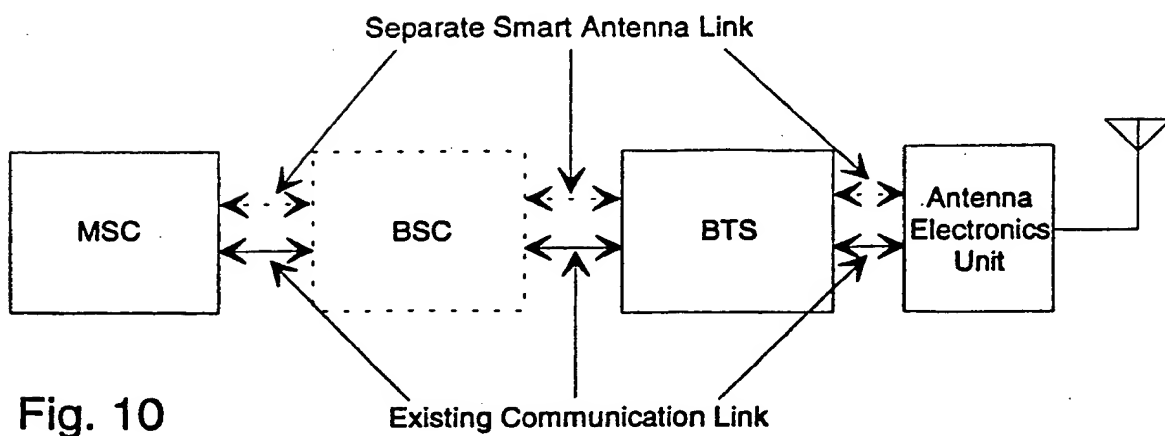 Separate Smart Antenna Link
MSC
BSC
BTS
Antenna
Electronics
Unit
Fig. 10
Existing Communication Link